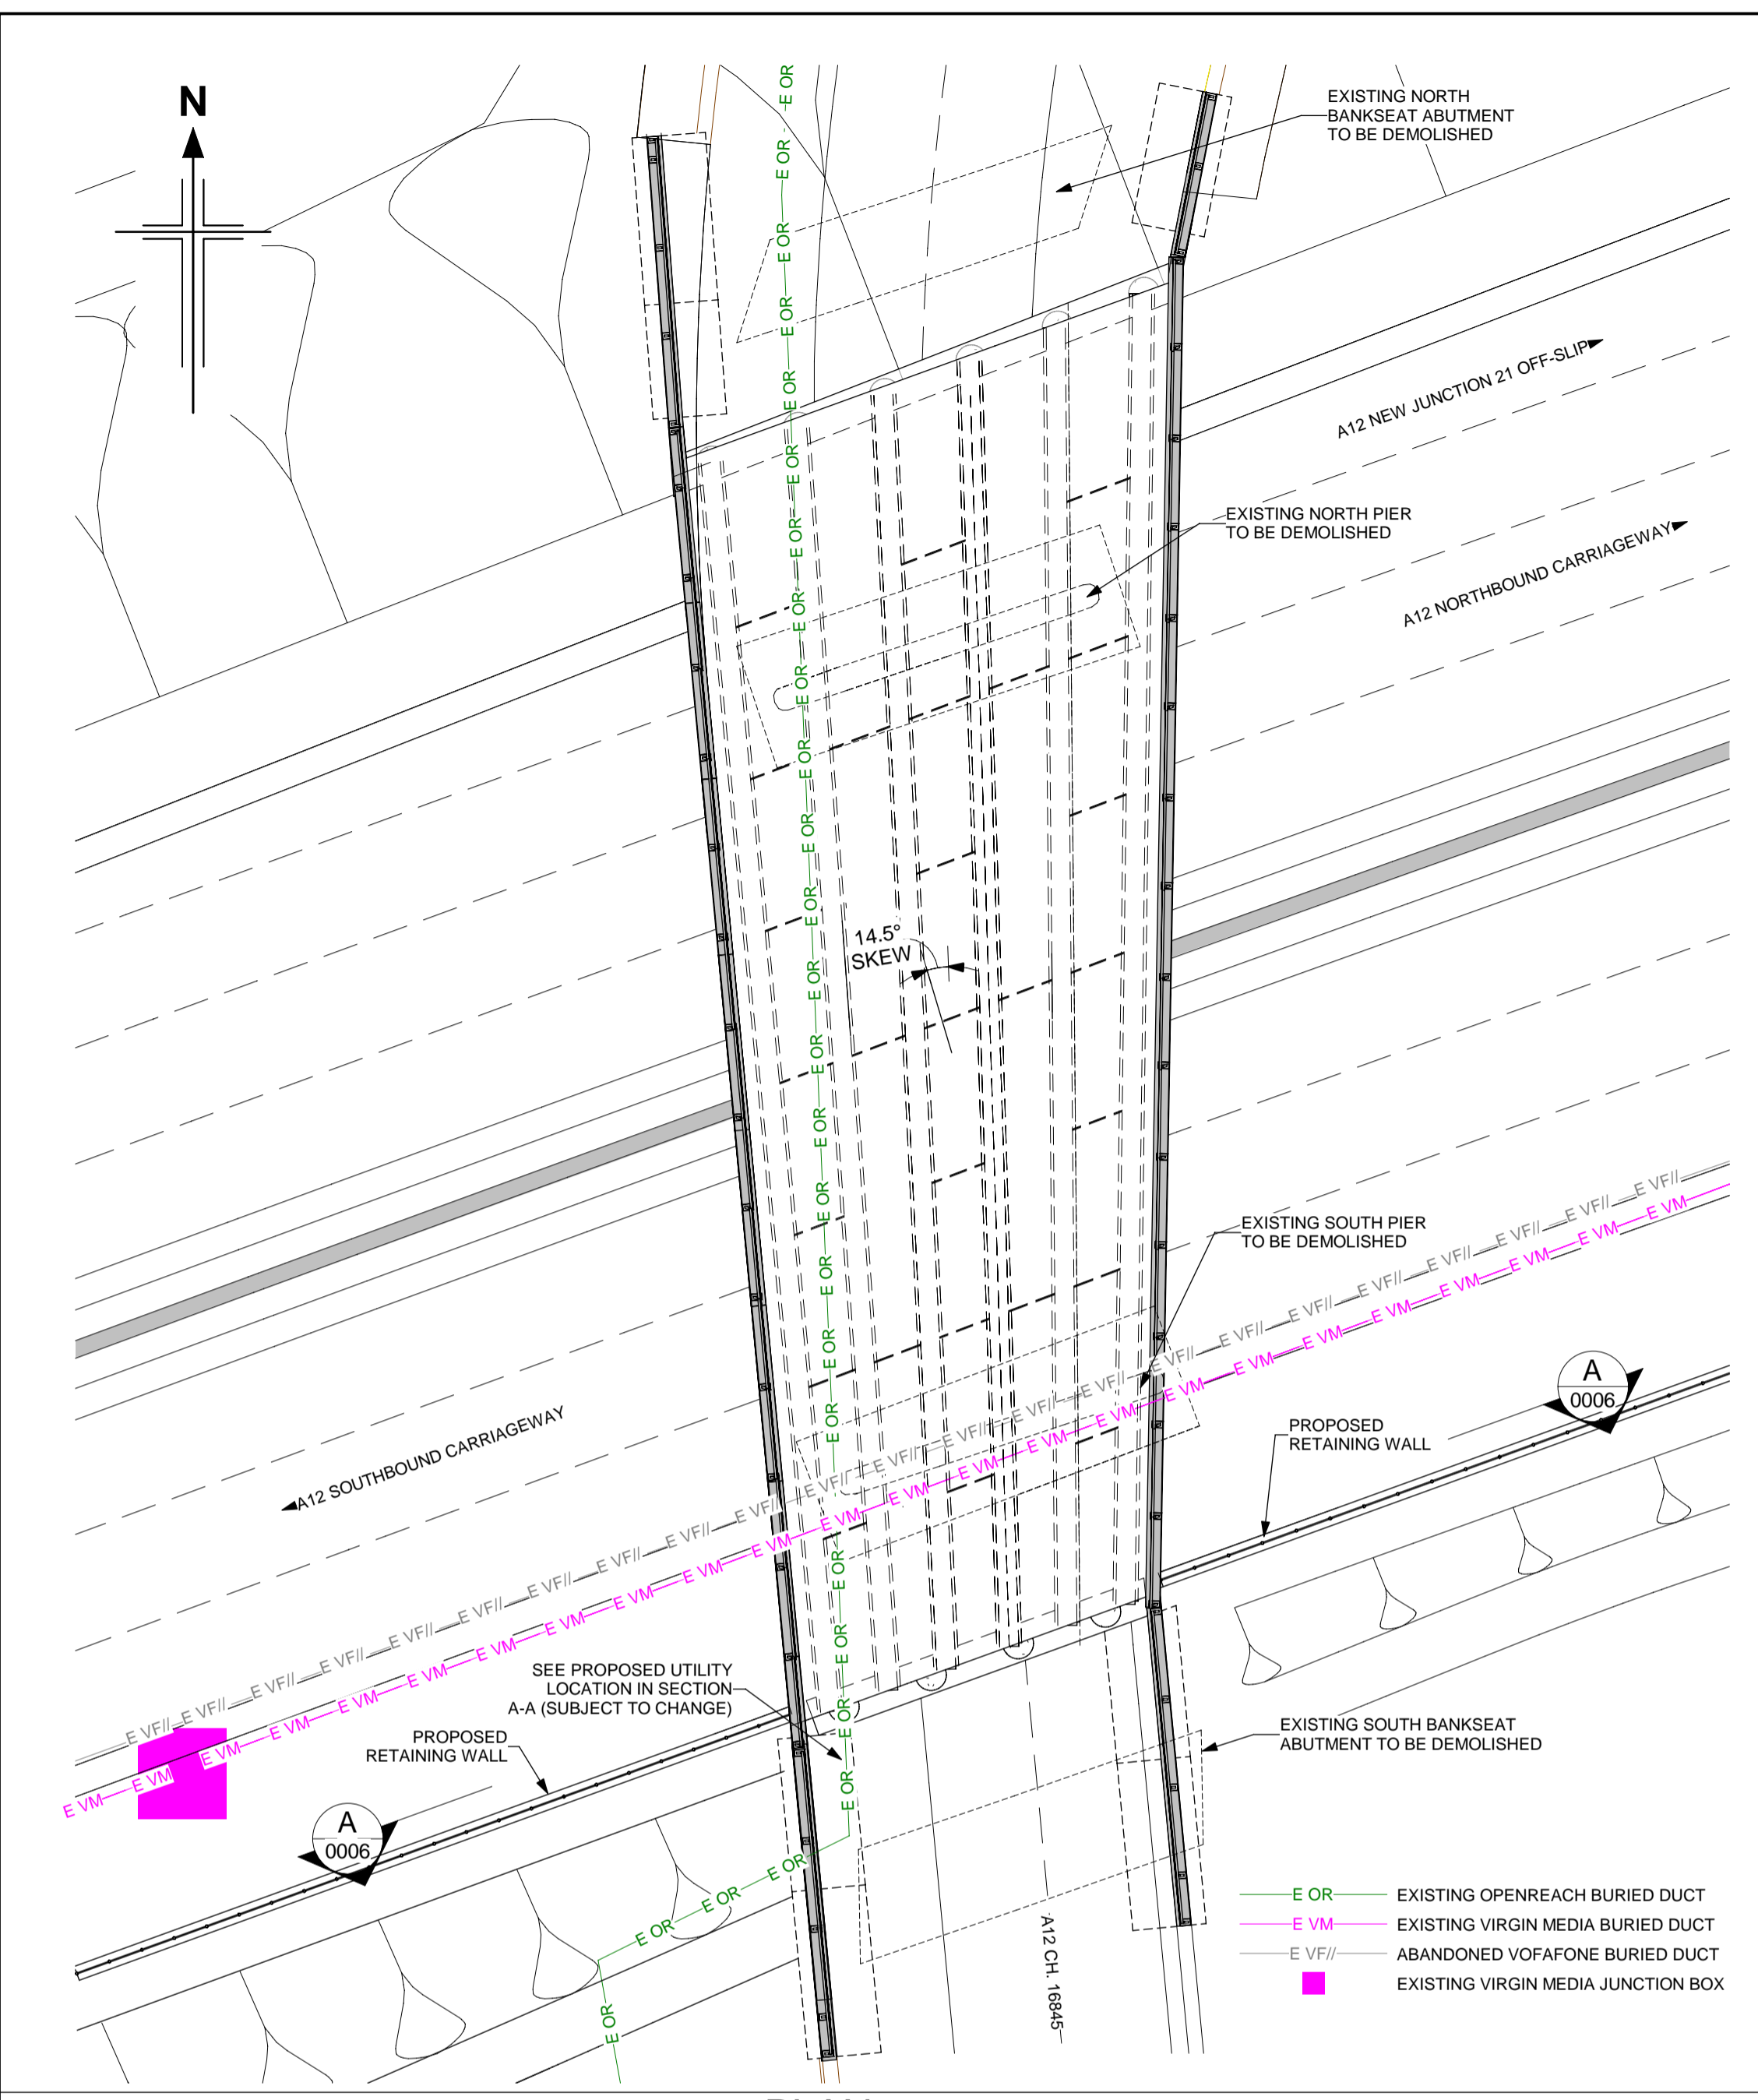 N
EXISTING NORTH
BANKSEAT ABUTMENT
TO BE DEMOLISHED
A12 NEW JUNCTION 21 OFF-SLIP
EXISTING NORTH PIER
TO BE DEMOLISHED
A12 NORTHBOUND CARRIAGEWAY
14.5°
SKEW
EXISTING SOUTH PIER
TO BE DEMOLISHED
A
0006
PROPOSED
RETAINING WALL
A12 SOUTHBOUND CARRIAGEWAY
SEE PROPOSED UTILITY
LOCATION IN SECTION
A-A (SUBJECT TO CHANGE)
PROPOSED
RETAINING WALL
EXISTING SOUTH BANKSEAT
ABUTMENT TO BE DEMOLISHED
A
0006
A12 CH. 16845
E OR EXISTING OPENREACH BURIED DUCT
E VM EXISTING VIRGIN MEDIA BURIED DUCT
E VF// ABANDONED VOFAFONE BURIED DUCT
EXISTING VIRGIN MEDIA JUNCTION BOX